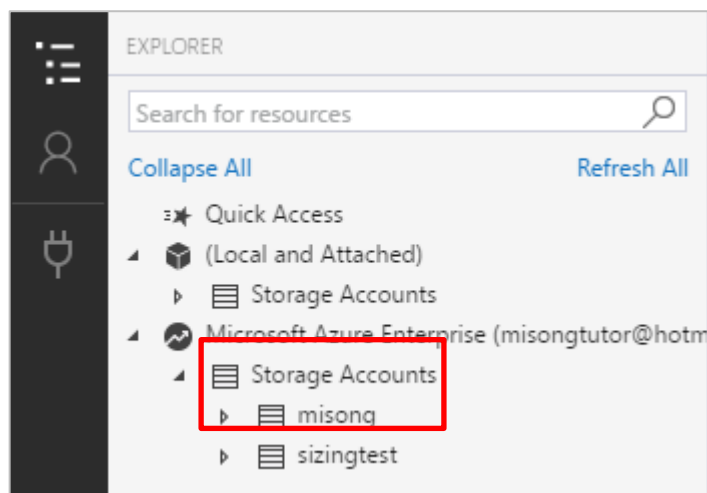 EXPLORER
Search for resources
Collapse All Refresh All
Quick Access
(Local and Attached)
Storage Accounts
Microsoft Azure Enterprise (misongtutor@hotm
Storage Accounts
misong
sizingtest